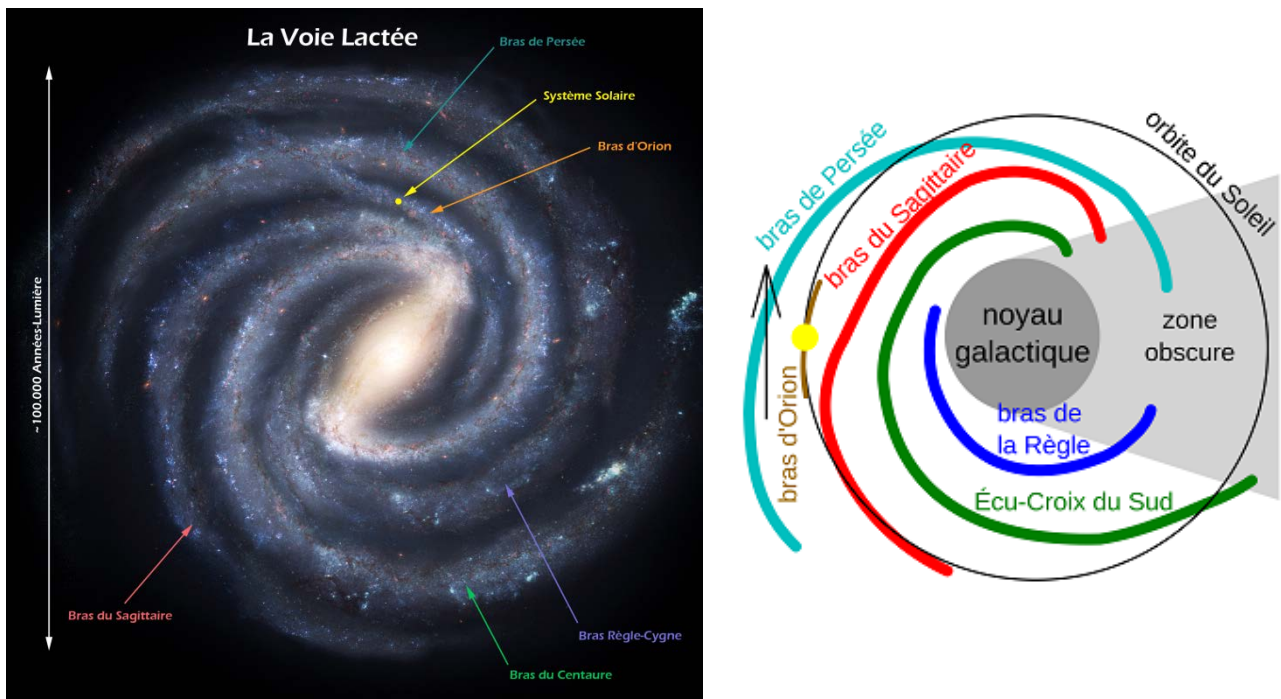 La Voie Lactée
Bras de Persée
Système Solaire
Bras d'Orion
~100.000 Années-Lumière
Bras du Sagittaire
Bras Règle-Cygne
Bras du Centaure
bras de Persée
bras du Sagittaire
orbite du Soleil
noyau
galactique
zone
obscure
bras d'Orion
bras de
la Règle
Écu-Croix du Sud